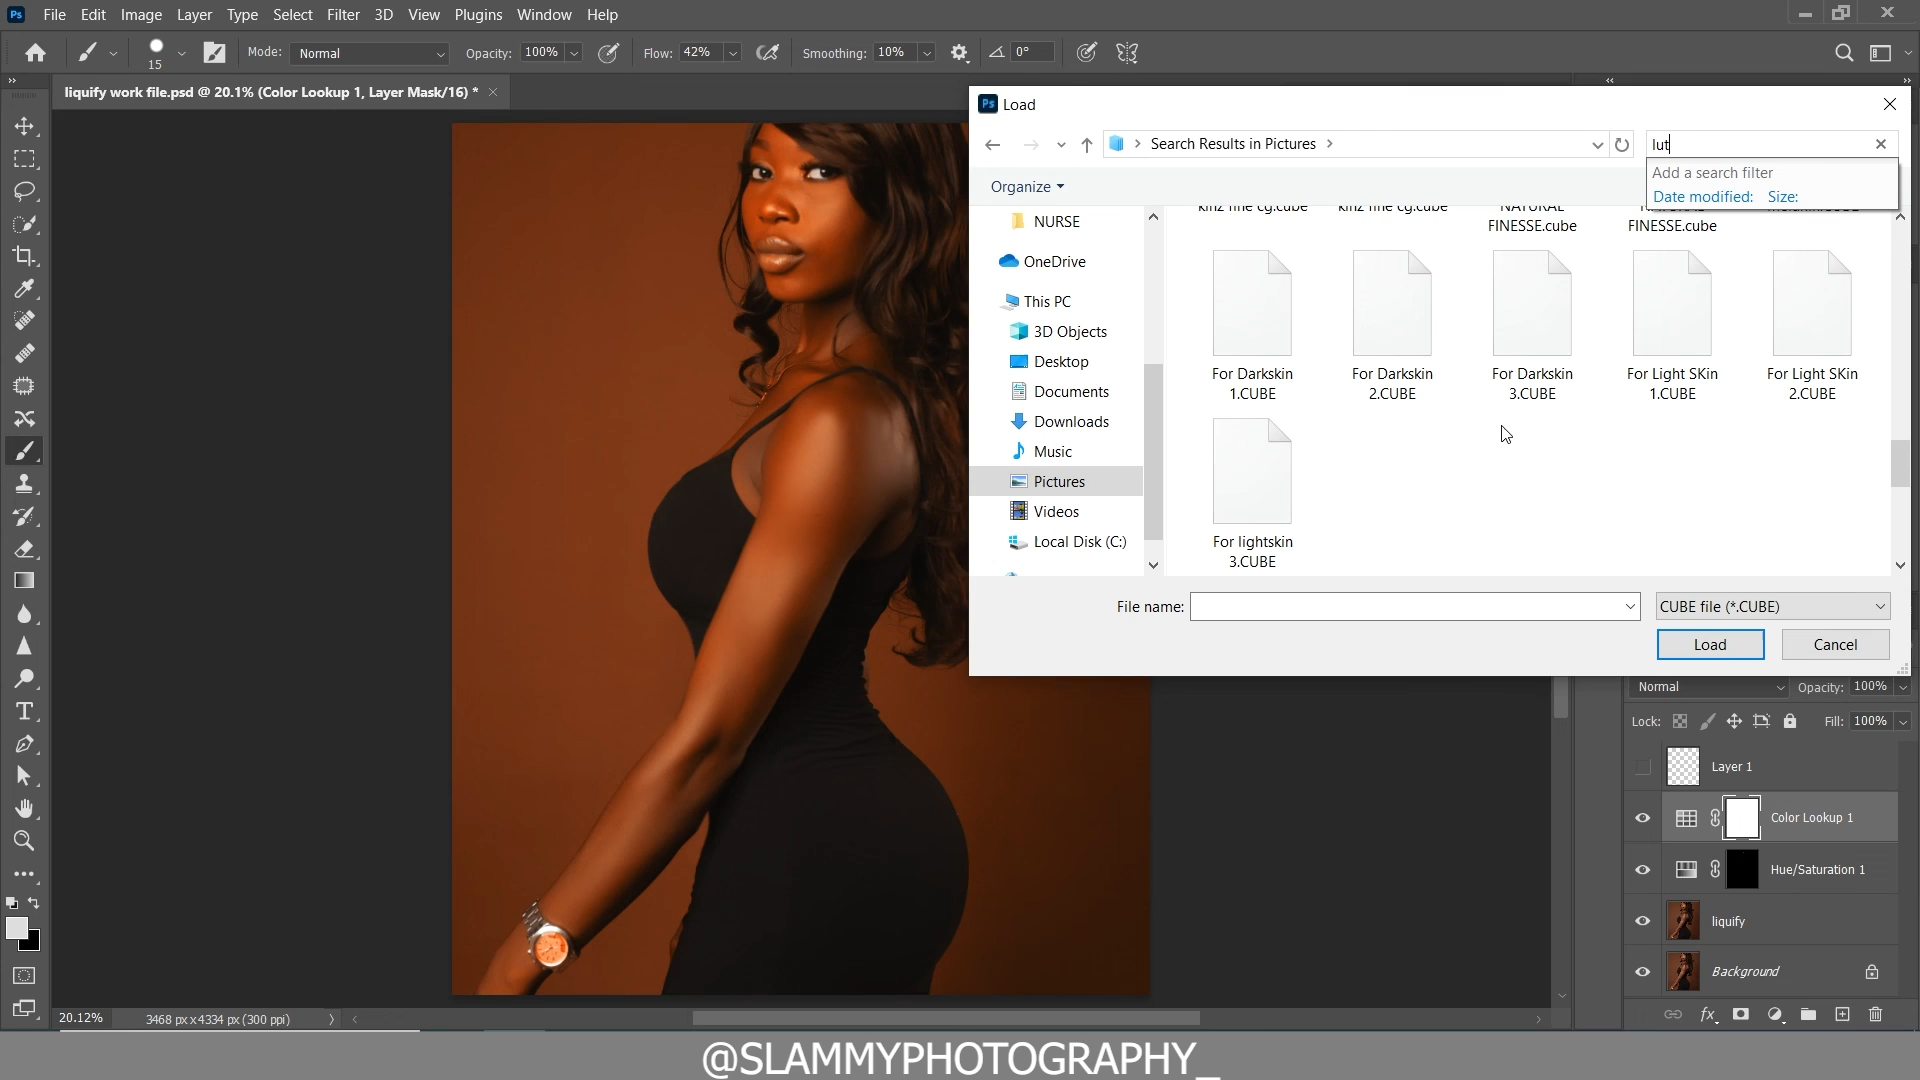 Ps File Edit Image Layer Type Select Filter 3D View Plugins Window Help
15 Mode: Normal Opacity: 100% Flow: 42% Smoothing: 10% 0°
liquify work file.psd @ 20.1% (Color Lookup 1, Layer Mask/16) *
Ps Load
Search Results in Pictures
lut
Add a search filter
Date modified: Size:
Organize
NURSE
OneDrive
This PC
3D Objects
Desktop
Documents
Downloads
Music
Pictures
Videos
Local Disk (C:)
FINESSE.cube
FINESSE.cube
For Darkskin
1.CUBE
For Darkskin
2.CUBE
For Darkskin
3.CUBE
For Light SKin
1.CUBE
For Light SKin
2.CUBE
For lightskin
3.CUBE
File name:
CUBE file (*.CUBE)
Load Cancel
Normal Opacity: 100%
Lock: Fill: 100%
Layer 1
Color Lookup 1
Hue/Saturation 1
liquify
Background
fx
20.12% 3468 px x 4334 px (300 ppi)
@SLAMMYPHOTOGRAPHY_